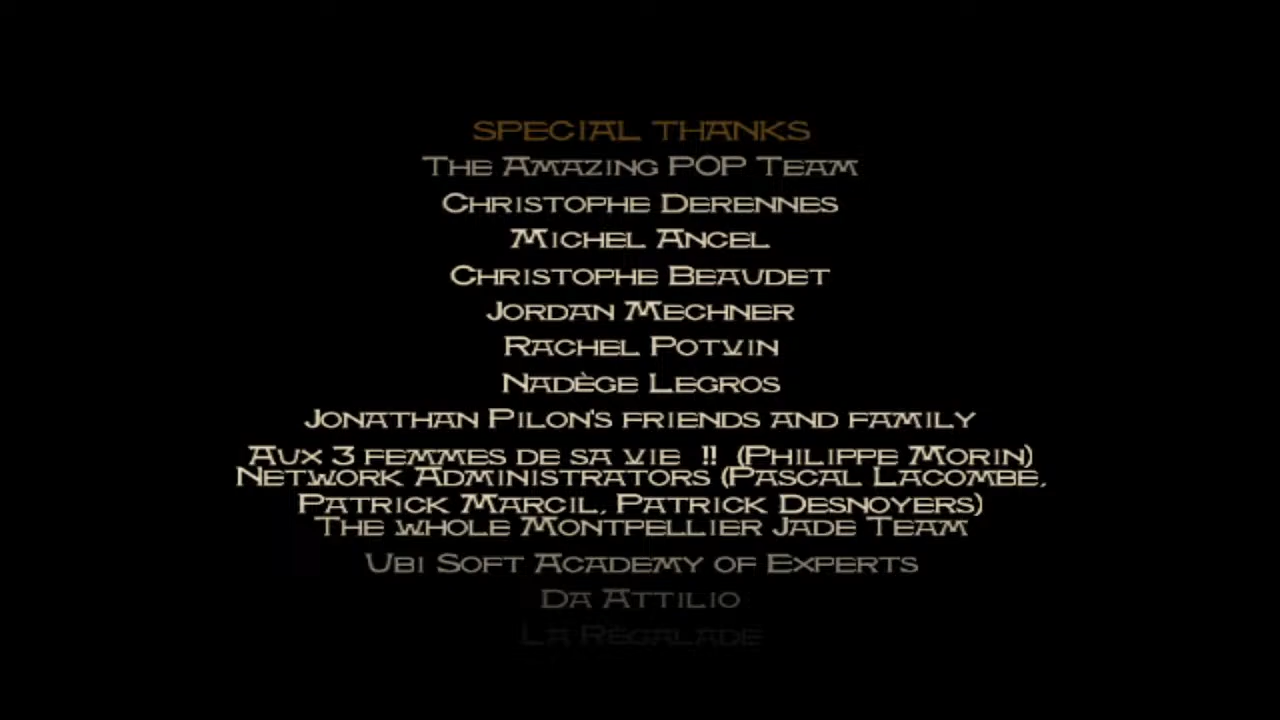 SPECIAL THANKS
The Amazing POP Team
Christophe Derennes
Michel Ancel
Christophe Beaudet
Jordan Mechner
Rachel Potvin
Nadège Legros
Jonathan Pilon's friends and family
Aux 3 femmes de sa vie !! (Philippe Morin)
Network Administrators (Pascal Lacombe,
Patrick Marcil, Patrick Desnoyers)
The whole Montpellier Jade Team
Ubi Soft Academy of Experts
Da Attilio
La Régalade